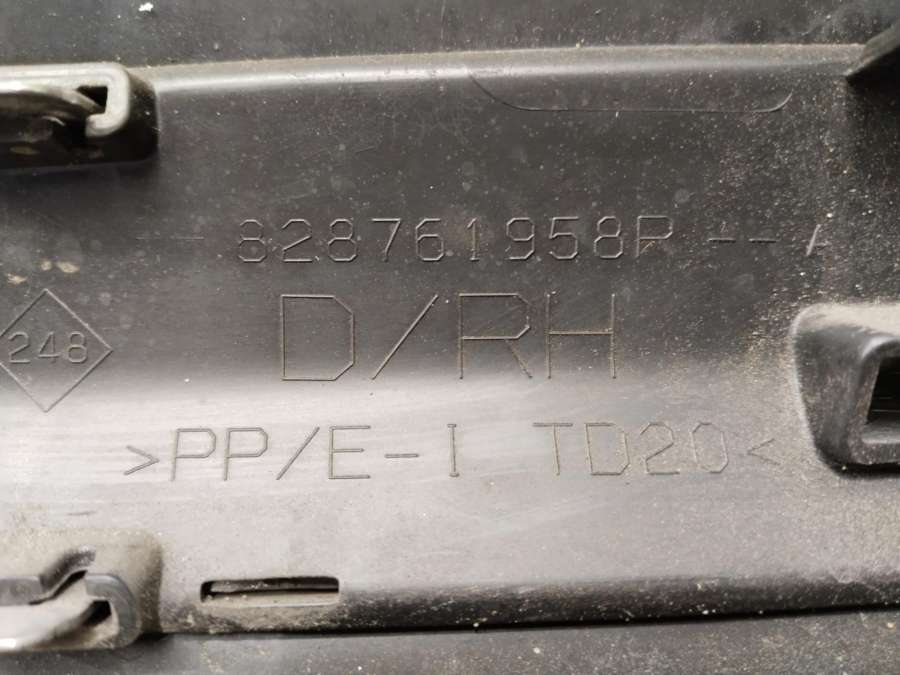 828761958R -- A
D/RH
248
>PP/E-I TD20<